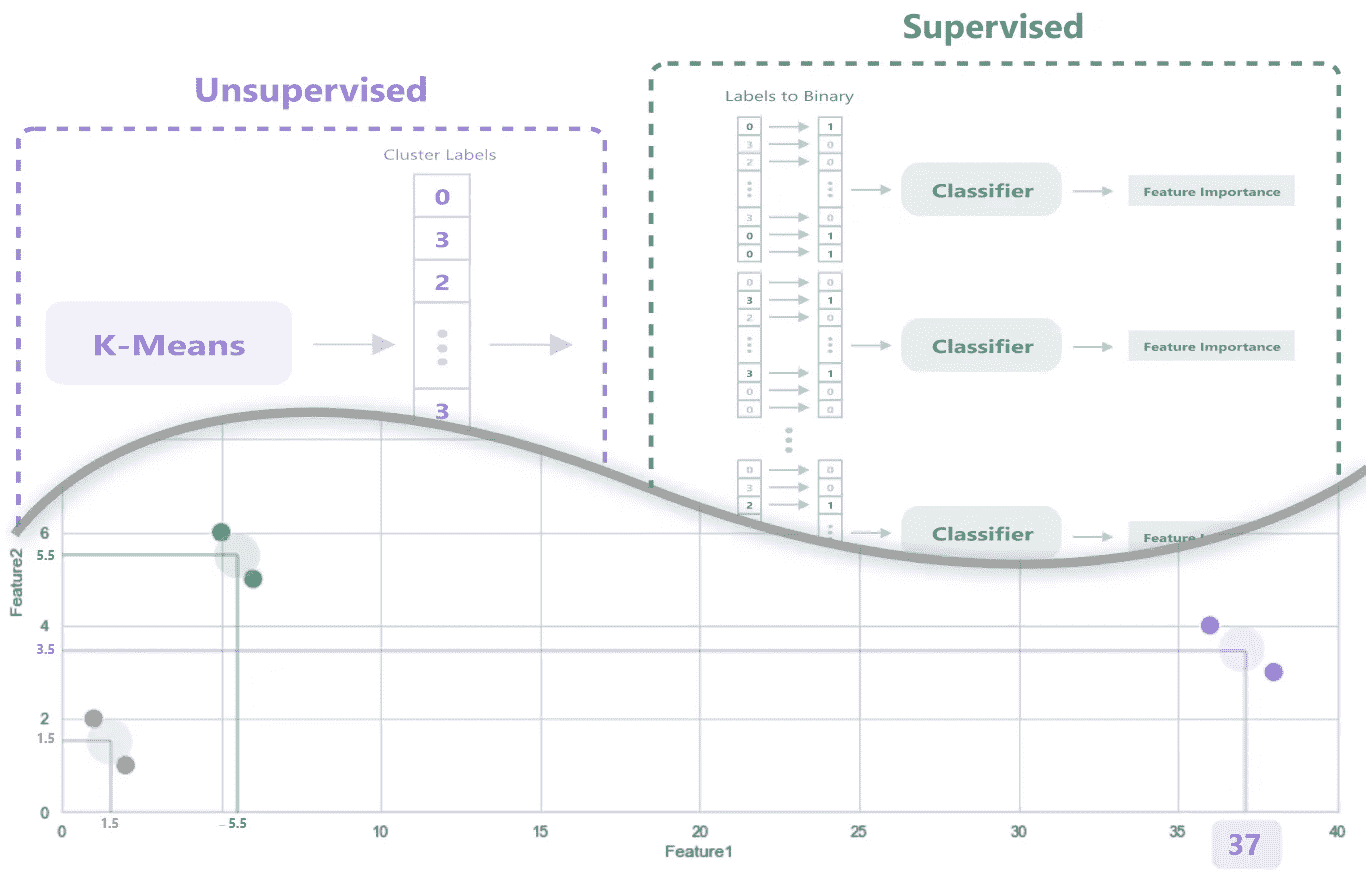 Supervised
Unsupervised
Labels to Binary
Cluster Labels
0
3
2
3
K-Means
0 1
3 0
2 0
3 0
0 1
0 1
Classifier
Feature Importance
0 0
3 1
2 0
3 1
0 0
0 0
Classifier
Feature Importance
0 0
3 0
2 1
Classifier
Feature
6
5.5
4
3.5
2
1.5
0
Feature2
0 1.5 5.5 10 15 20 25 30 35 37 40
Feature1